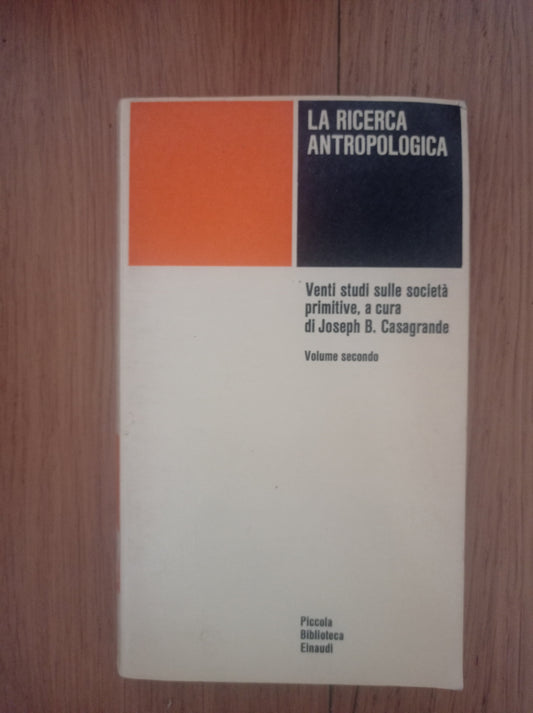 LA RICERCA
ANTROPOLOGICA
Venti studi sulle società
primitive, a cura
di Joseph B. Casagrande
Volume secondo
Piccola
Biblioteca
Einaudi